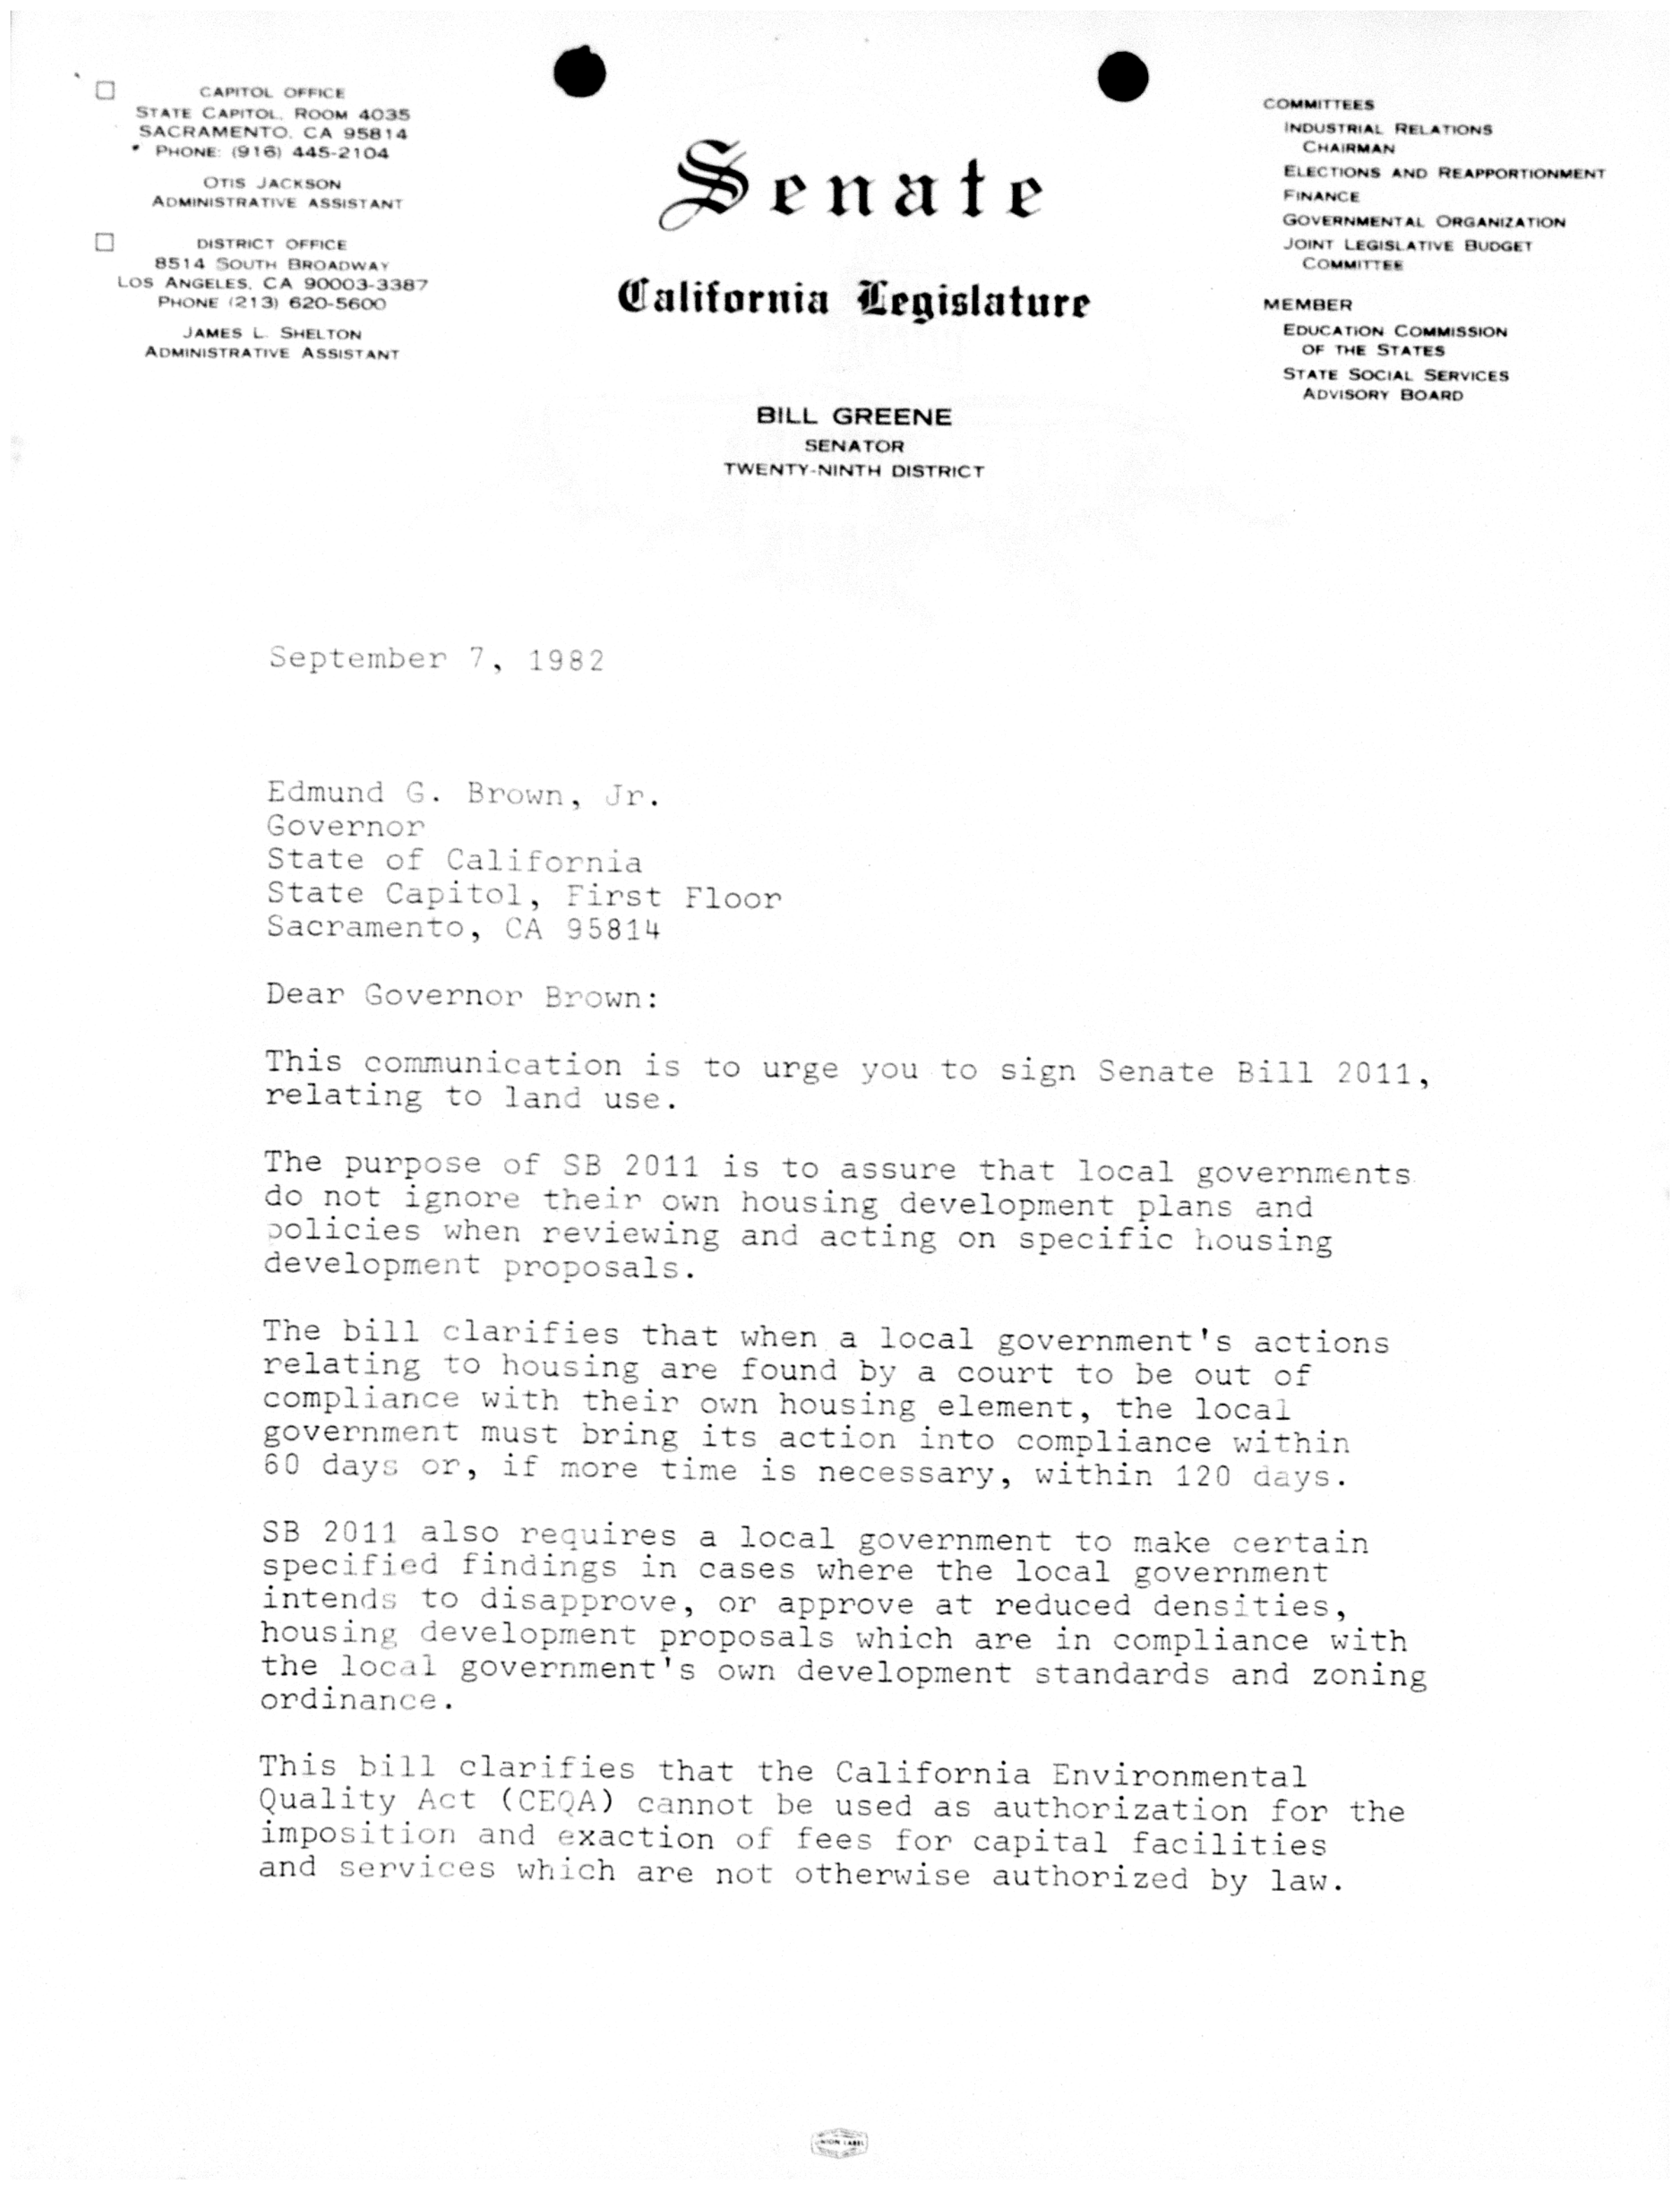 CAPITOL OFFICE
STATE CAPITOL, ROOM 4035
SACRAMENTO, CA 95814
PHONE: (916) 445-2104
OTIS JACKSON
ADMINISTRATIVE ASSISTANT
DISTRICT OFFICE
8514 SOUTH BROADWAY
LOS ANGELES, CA 90003-3387
PHONE (213) 620-5600
JAMES L. SHELTON
ADMINISTRATIVE ASSISTANT
Senate
California Legislature
BILL GREENE
SENATOR
TWENTY-NINTH DISTRICT
COMMITTEES
INDUSTRIAL RELATIONS
CHAIRMAN
ELECTIONS AND REAPPORTIONMENT
FINANCE
GOVERNMENTAL ORGANIZATION
JOINT LEGISLATIVE BUDGET
COMMITTEE
MEMBER
EDUCATION COMMISSION
OF THE STATES
STATE SOCIAL SERVICES
ADVISORY BOARD
September 7, 1982
Edmund G. Brown, Jr.
Governor
State of California
State Capitol, First Floor
Sacramento, CA 95814
Dear Governor Brown:
This communication is to urge you to sign Senate Bill 2011,
relating to land use.
The purpose of SB 2011 is to assure that local governments
do not ignore their own housing development plans and
policies when reviewing and acting on specific housing
development proposals.
The bill clarifies that when a local government's actions
relating to housing are found by a court to be out of
compliance with their own housing element, the local
government must bring its action into compliance within
60 days or, if more time is necessary, within 120 days.
SB 2011 also requires a local government to make certain
specified findings in cases where the local government
intends to disapprove, or approve at reduced densities,
housing development proposals which are in compliance with
the local government's own development standards and zoning
ordinance.
This bill clarifies that the California Environmental
Quality Act (CEQA) cannot be used as authorization for the
imposition and exaction of fees for capital facilities
and services which are not otherwise authorized by law.
UNION LABEL